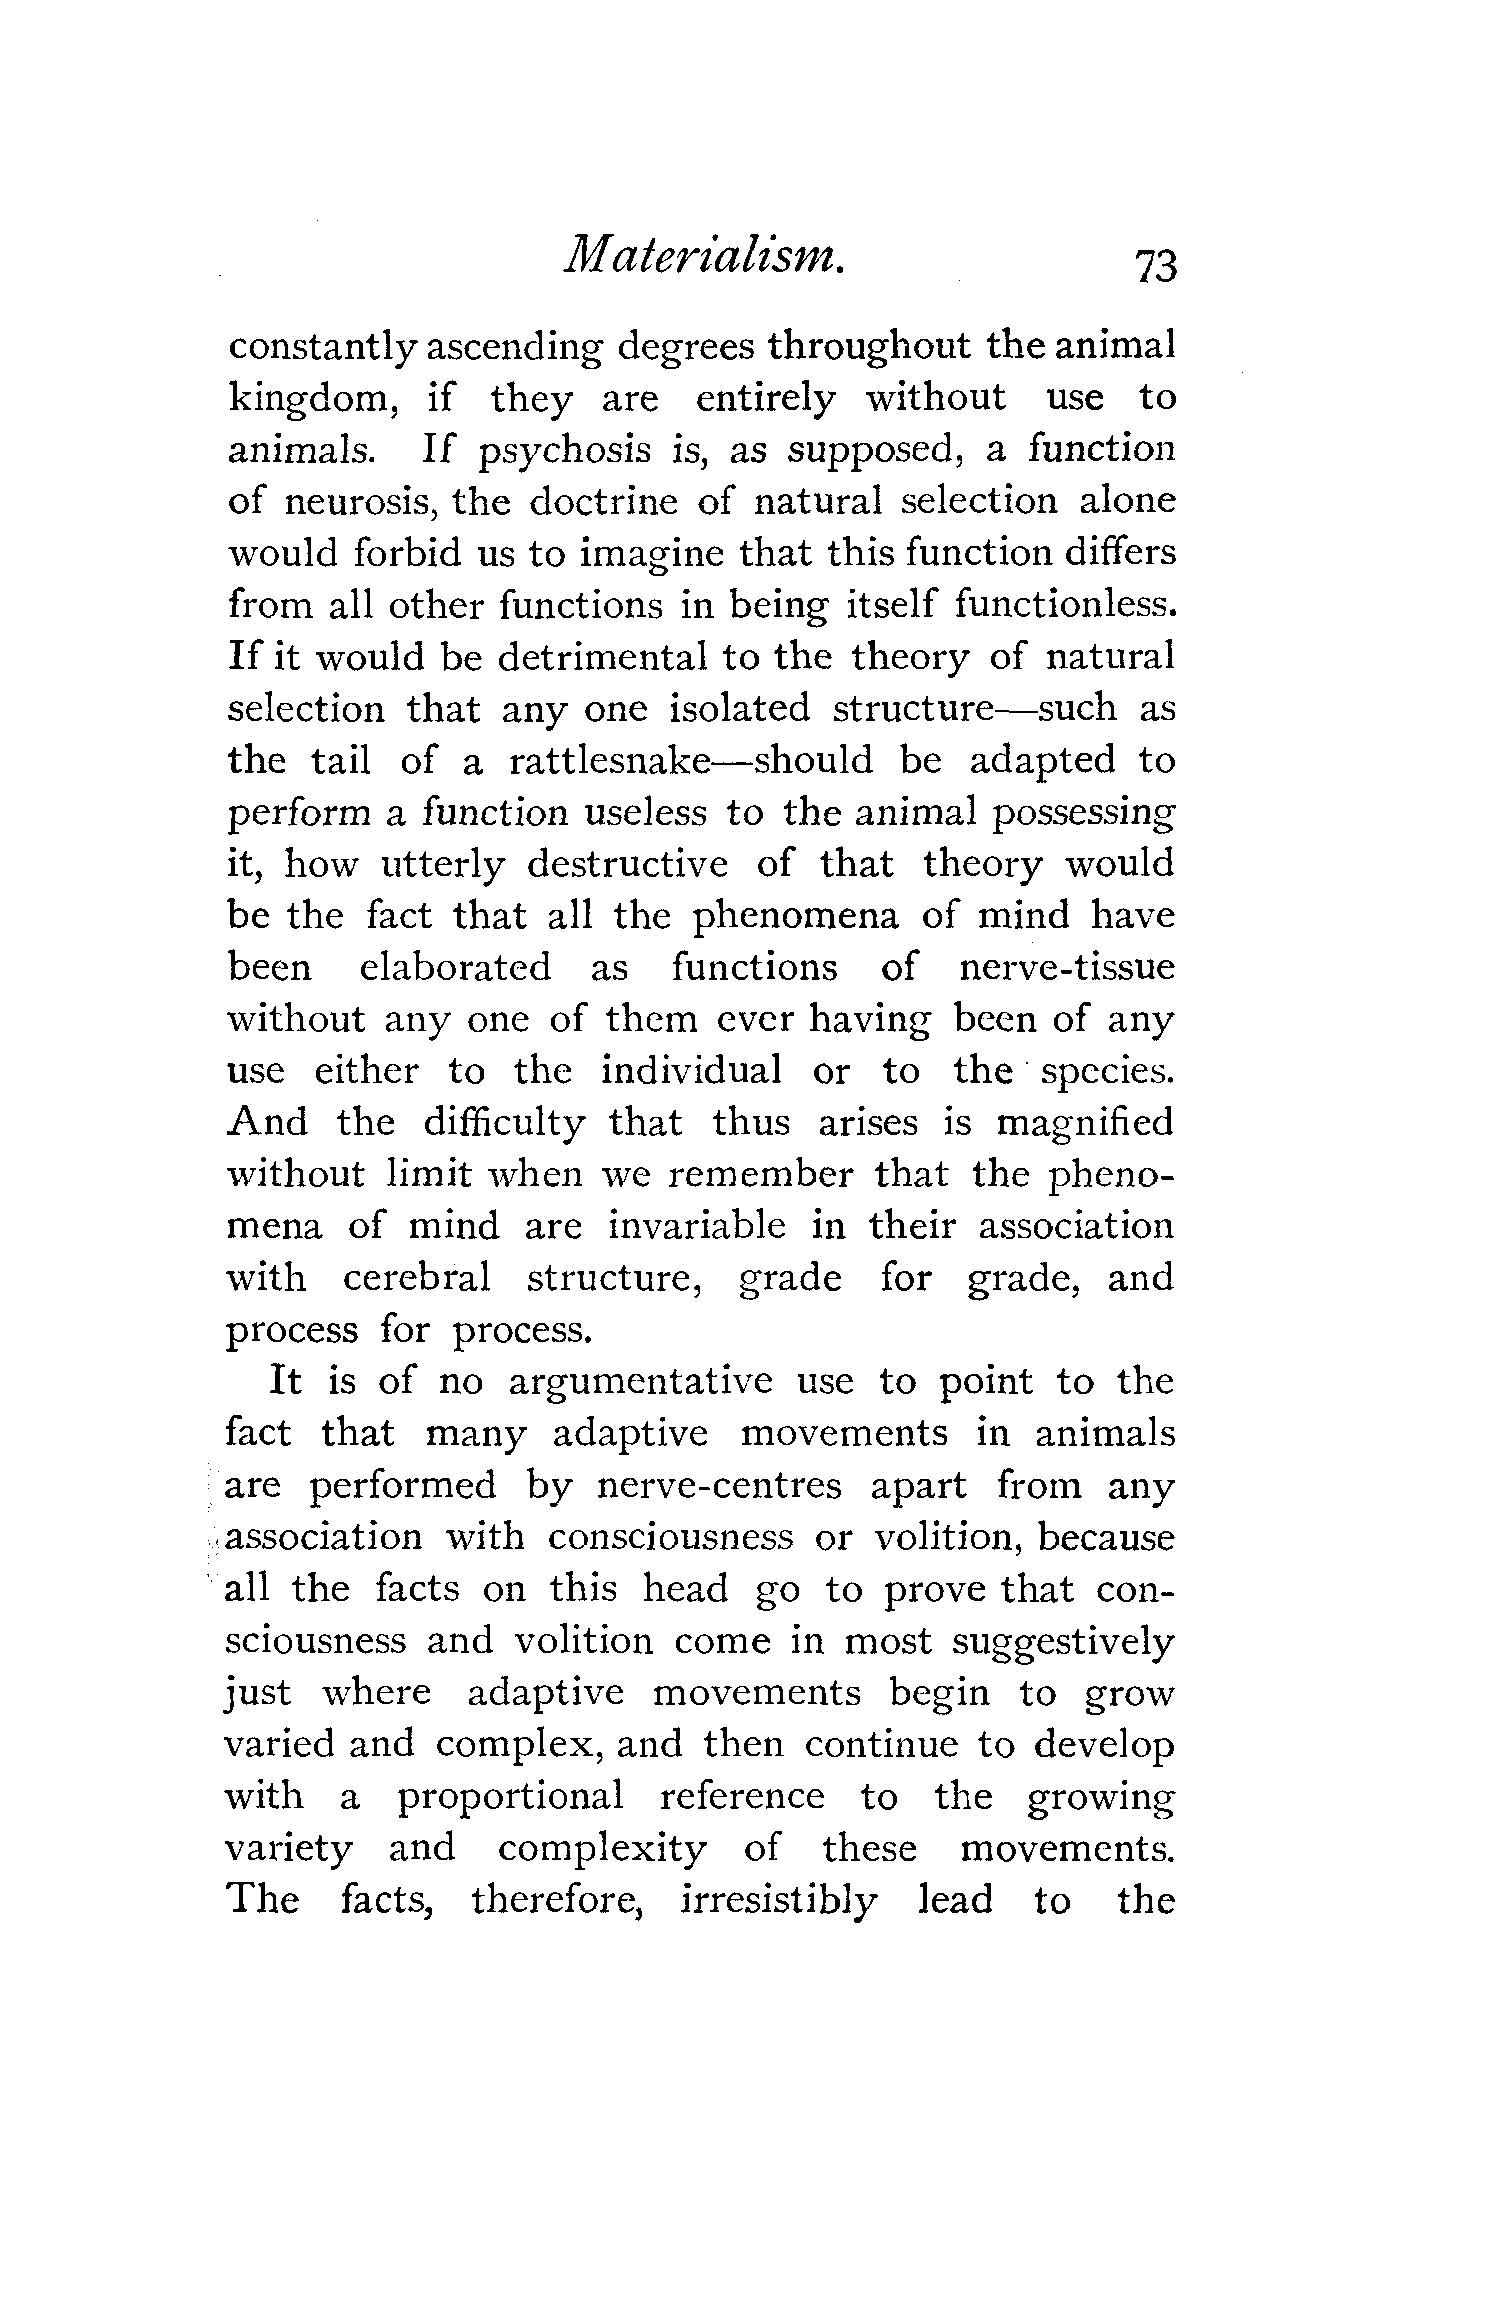 Materialism. 73
constantly ascending degrees throughout the animal
kingdom, if they are entirely without use to
animals. If psychosis is, as supposed, a function
of neurosis, the doctrine of natural selection alone
would forbid us to imagine that this function differs
from all other functions in being itself functionless.
If it would be detrimental to the theory of natural
selection that any one isolated structure—such as
the tail of a rattlesnake—should be adapted to
perform a function useless to the animal possessing
it, how utterly destructive of that theory would
be the fact that all the phenomena of mind have
been elaborated as functions of nerve-tissue
without any one of them ever having been of any
use either to the individual or to the species.
And the difficulty that thus arises is magnified
without limit when we remember that the pheno-
mena of mind are invariable in their association
with cerebral structure, grade for grade, and
process for process.
It is of no argumentative use to point to the
fact that many adaptive movements in animals
are performed by nerve-centres apart from any
association with consciousness or volition, because
all the facts on this head go to prove that con-
sciousness and volition come in most suggestively
just where adaptive movements begin to grow
varied and complex, and then continue to develop
with a proportional reference to the growing
variety and complexity of these movements.
The facts, therefore, irresistibly lead to the